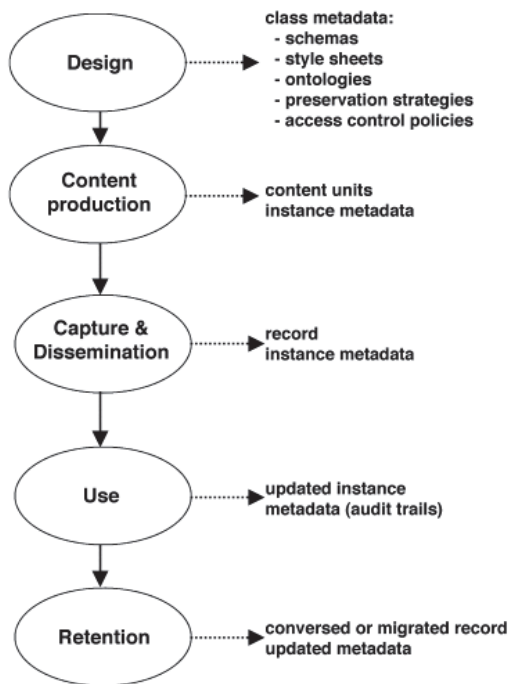 Design
class metadata:
- schemas
- style sheets
- ontologies
- preservation strategies
- access control policies
Content
production
content units
instance metadata
Capture &
Dissemination
record
instance metadata
Use
updated instance
metadata (audit trails)
Retention
conversed or migrated record
updated metadata